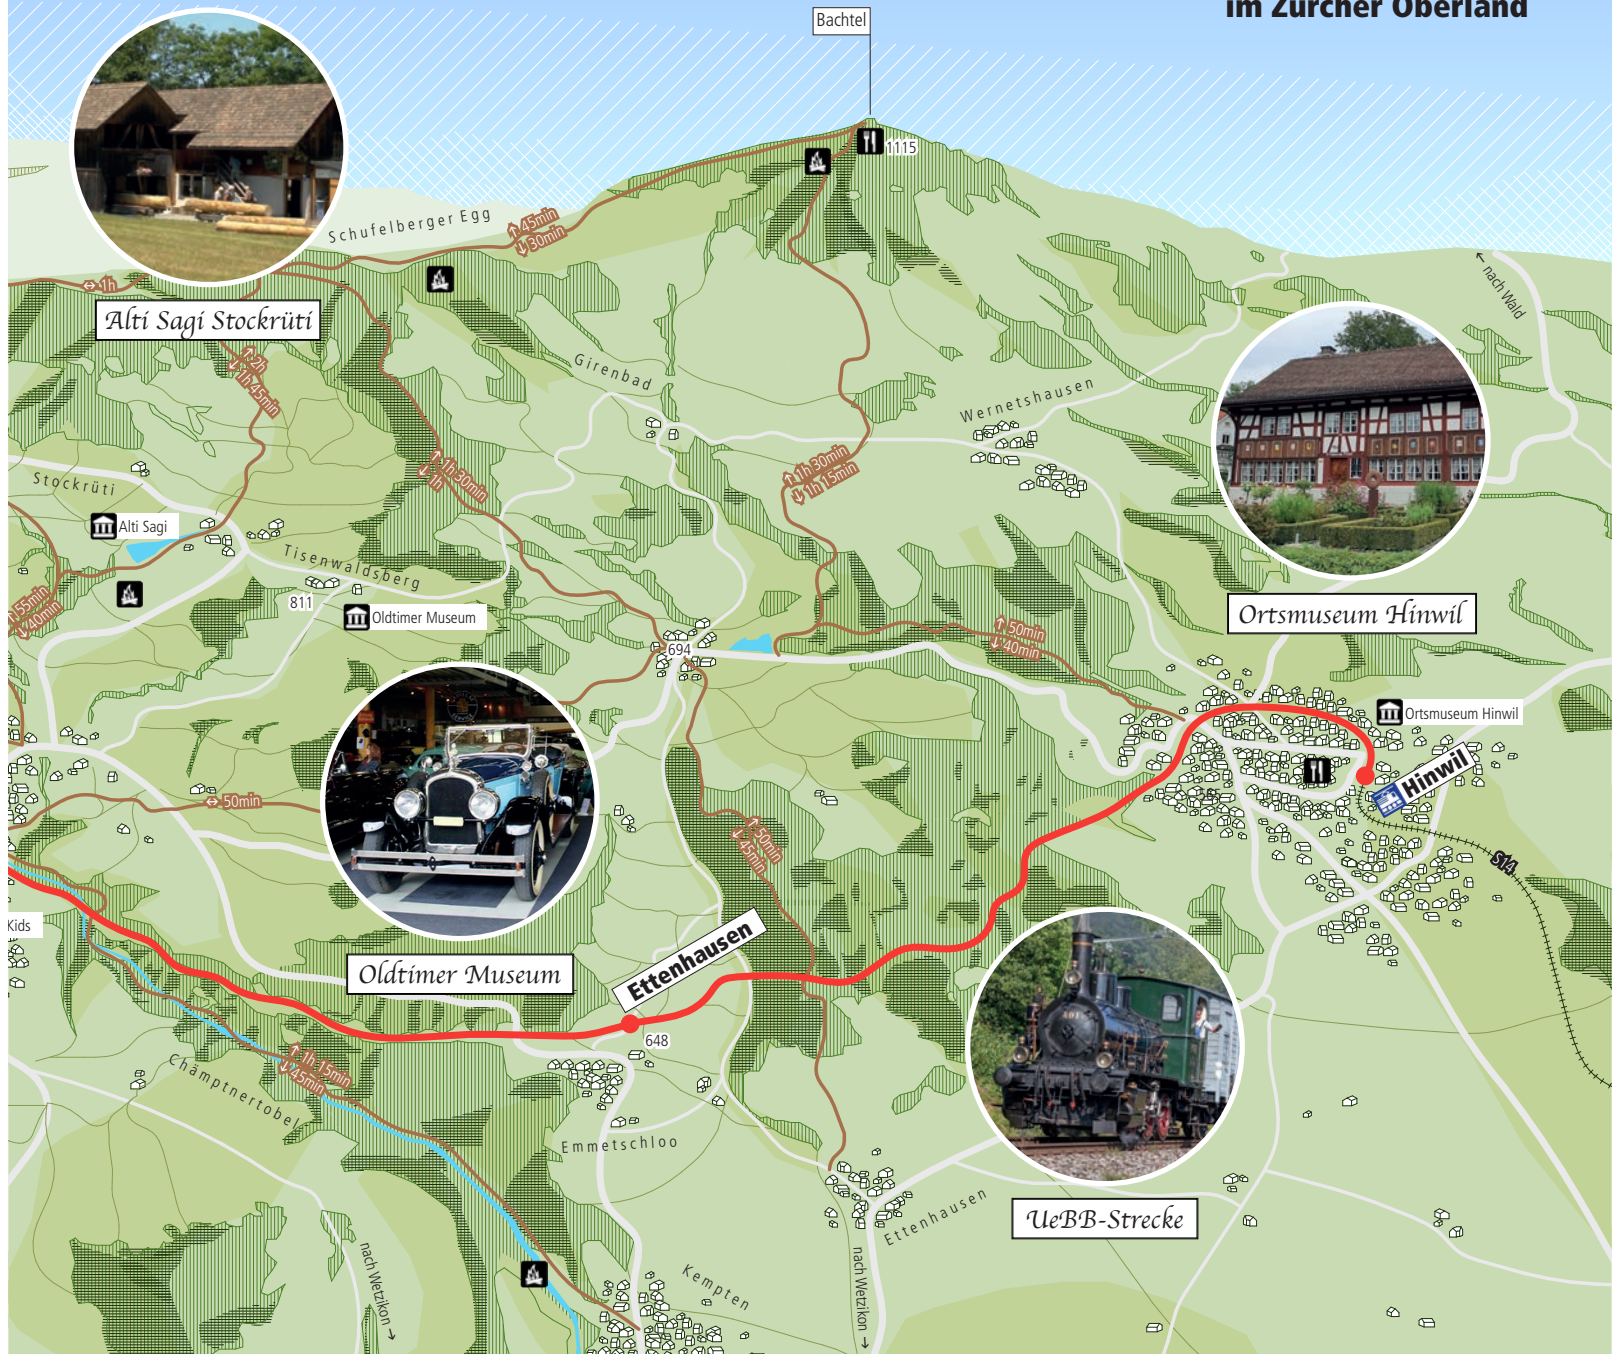 im Zürcher Oberland
Bachtel
1115
Schufelberger Egg
↑ 45min
↓ 30min
↔ 1h
nach Wald
Alti Sagi Stockrüti
↑ 2h
↓ 1h 45min
Girenbad
Wernetshausen
↑ 1h 30min
↓ 1h
↑ 1h 30min
↓ 1h 15min
Stockrüti
Alti Sagi
Tisenwaldsberg
811
Oldtimer Museum
↑ 55min
↓ 40min
694
↑ 50min
↓ 40min
Ortsmuseum Hinwil
Ortsmuseum Hinwil
Hinwil
S14
↔ 50min
↑ 50min
↓ 45min
Kids
Oldtimer Museum
Ettenhausen
648
401
↑ 1h 15min
↓ 45min
Chämptnertobel
Emmetschloo
Ettenhausen
UeBB-Strecke
nach Wetzikon →
Kempten
nach Wetzikon →